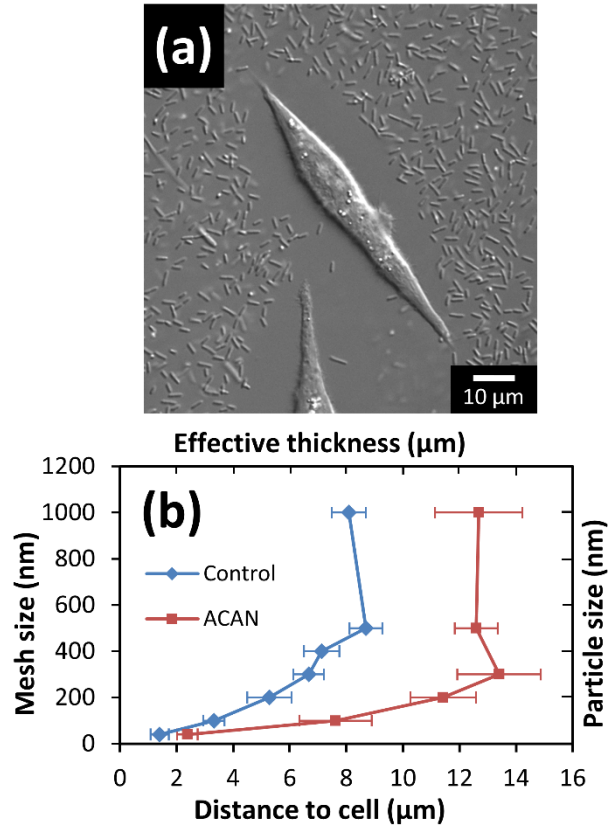 (a)
10 µm
Effective thickness (µm)
(b)
1200
1000
800
600
400
200
0
Mesh size (nm)
Control
ACAN
Particle size (nm)
0 2 4 6 8 10 12 14 16
Distance to cell (µm)